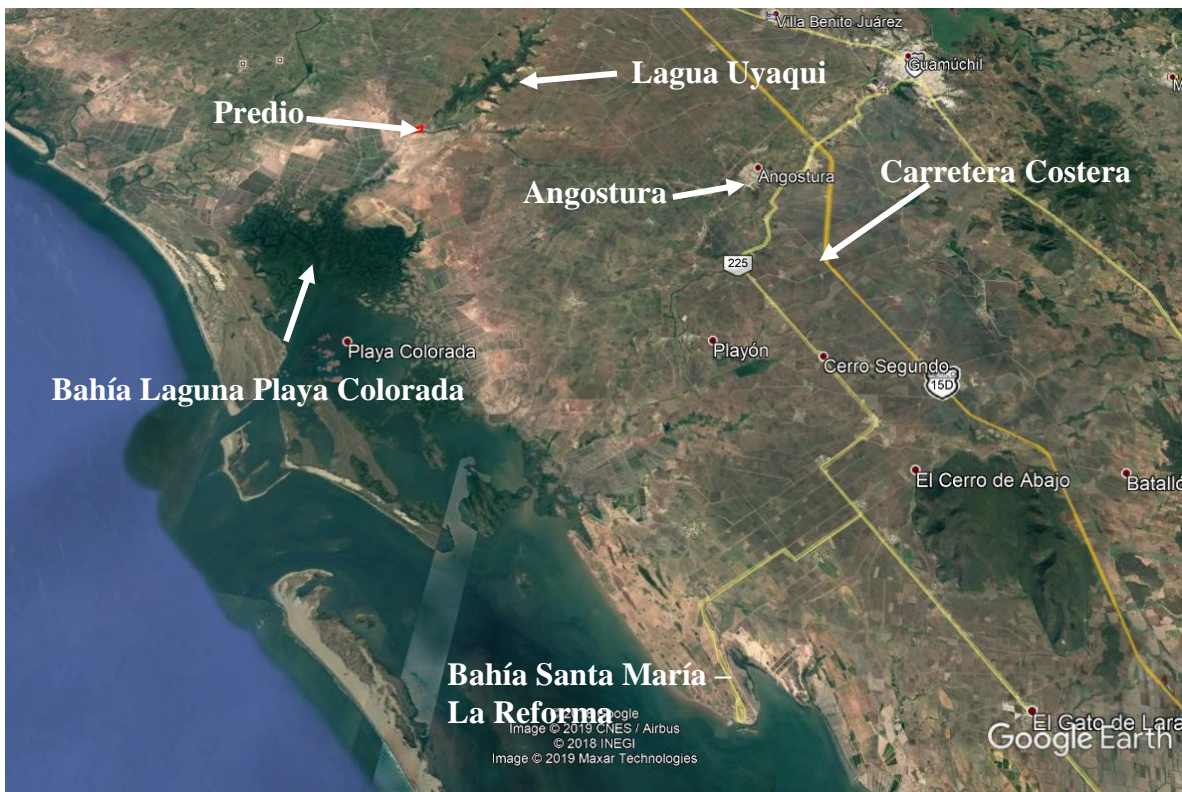 Villa Benito Juárez
Guamúchil
Lagua Uyaqui
Predio
Angostura
Angostura
Carretera Costera
225
Playa Colorada
Playón
Cerro Segundo
15D
Bahía Laguna Playa Colorada
El Cerro de Abajo
Batalló
Bahía Santa María –
La Reforma
Google
Image © 2019 CNES / Airbus
© 2018 INEGI
Image © 2019 Maxar Technologies
El Gato de Lara
Google Earth